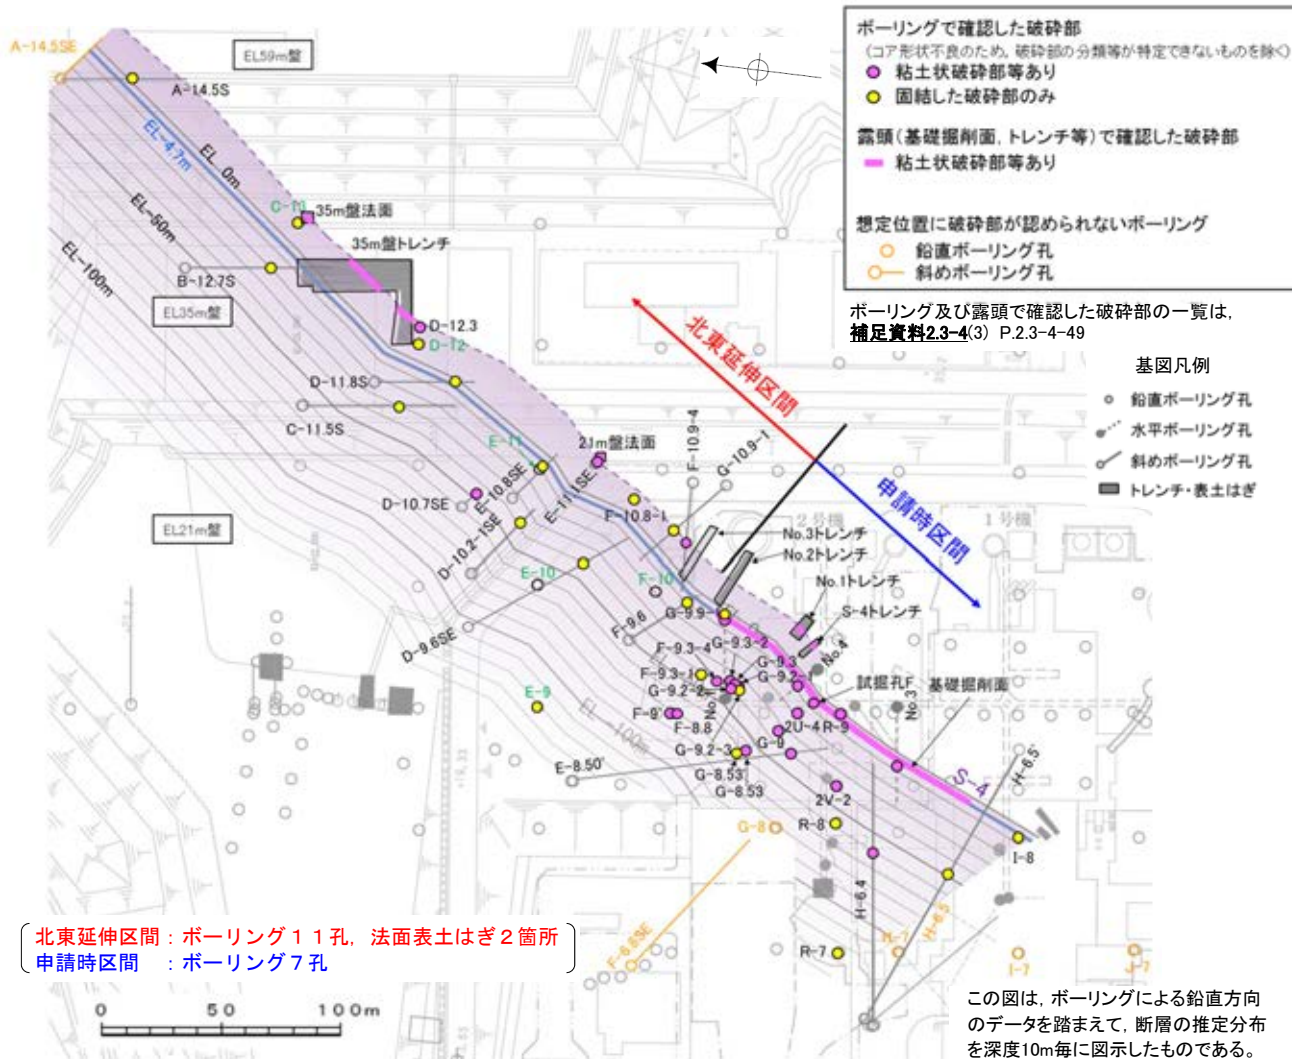 A-14.5SE
EL59m盤
A-14.5S
EL-4.7m
EL 0m
EL-50m
EL-100m
C-13
35m盤法面
35m盤トレンチ
B-12.7S
EL35m盤
D-12.3
D-12
D-11.8S
C-11.5S
E-11
21m盤法面
E-10.8SE
E-11.1SE
D-10.7SE
D-10.2-1SE
F-10.8-1
F-10.9-4
G-10.9-1
EL21m盤
E-10
F-10
D-9.6SE
F-9.6
G-9.9
No.3トレンチ
No.2トレンチ
No.1トレンチ
S-4トレンチ
2号機
1号機
北東延伸区間
申請時区間
G-9.3-2
F-9.3-4
G-9.3
F-9.3-1
G-9.2-1
G-9.2-2
No.4
試掘孔F
基礎掘削面
No.3
E-9
F-9'
F-8.8
2U-4
R-9
G-9
G-9.2-3
EL-100m
E-8.50'
G-8.53'
G-8.53
S-4
H-6.5'
2V-2
G-8
R-8
I-8
H-6.4
H-6.5
F-6.8SE
R-7
H-7
I-7
J-7
ボーリングで確認した破砕部
(コア形状不良のため,破砕部の分類等が特定できないものを除く)
粘土状破砕部等あり
固結した破砕部のみ
露頭(基礎掘削面,トレンチ等)で確認した破砕部
粘土状破砕部等あり
想定位置に破砕部が認められないボーリング
鉛直ボーリング孔
斜めボーリング孔
ボーリング及び露頭で確認した破砕部の一覧は,
補足資料2.3-4(3) P.2.3-4-49
基図凡例
鉛直ボーリング孔
水平ボーリング孔
斜めボーリング孔
トレンチ・表土はぎ
北東延伸区間:ボーリング11孔, 法面表土はぎ2箇所
申請時区間 :ボーリング7孔
0 50 100m
この図は,ボーリングによる鉛直方向
のデータを踏まえて,断層の推定分布
を深度10m毎に図示したものである。